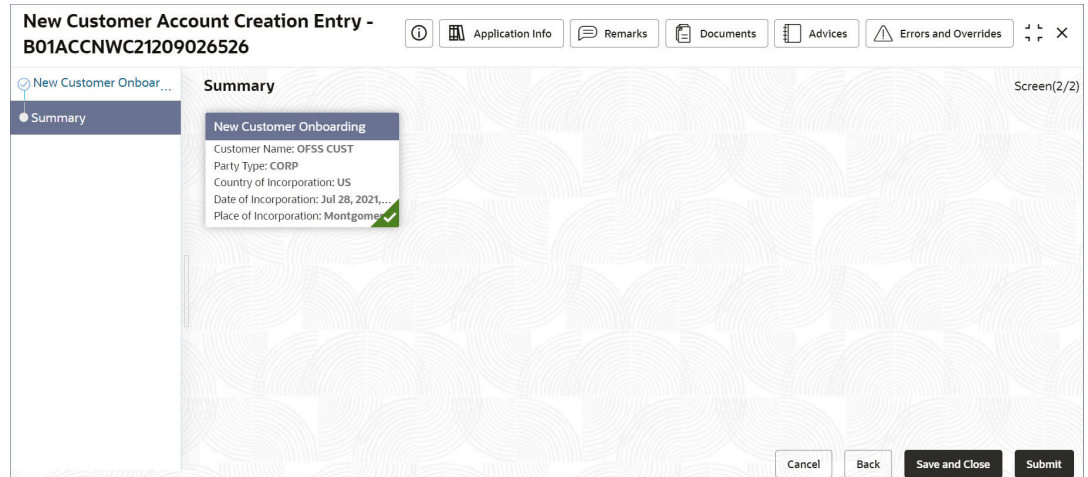 New Customer Account Creation Entry -
B01ACCNWC21209026526
Application Info
Remarks
Documents
Advices
Errors and Overrides
New Customer Onboar...
Summary
Summary
Screen(2/2)
New Customer Onboarding
Customer Name: OFSS CUST
Party Type: CORP
Country of Incorporation: US
Date of Incorporation: Jul 28, 2021,...
Place of Incorporation: Montgome
Cancel
Back
Save and Close
Submit